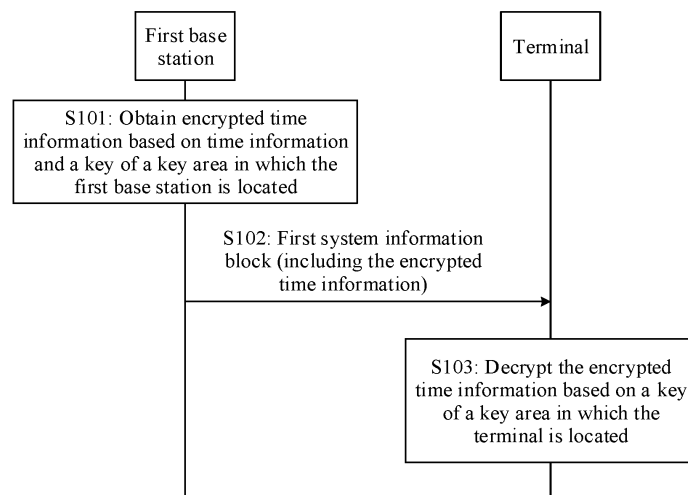 First base
station
Terminal
S101: Obtain encrypted time
information based on time information
and a key of a key area in which the
first base station is located
S102: First system information
block (including the encrypted
time information)
S103: Decrypt the encrypted
time information based on a key
of a key area in which the
terminal is located